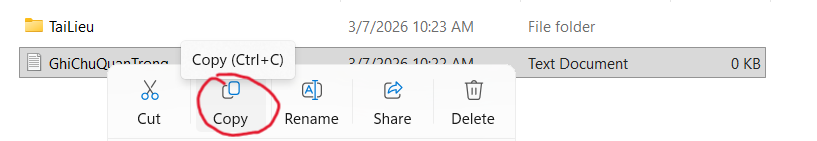 TaiLieu 3/7/2026 10:23 AM File folder
Copy (Ctrl+C)
GhiChuQuanTrong 3/7/2026 10:22 AM Text Document 0 KB
Cut Copy Rename Share Delete